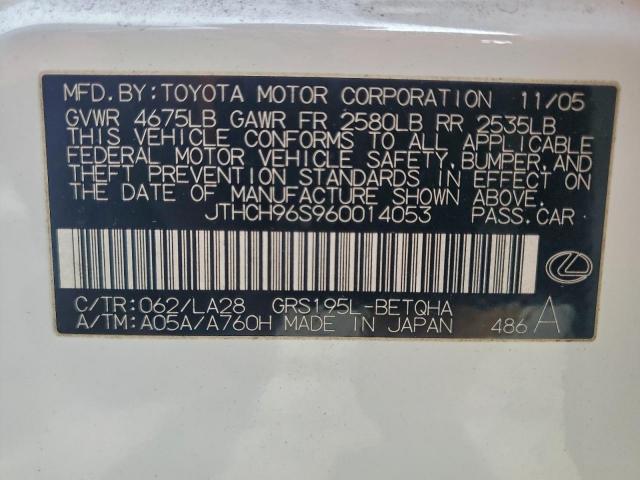 MFD. BY: TOYOTA MOTOR CORPORATION 11/05
GVWR 4675LB GAWR FR 2580LB RR 2535LB
THIS VEHICLE CONFORMS TO ALL APPLICABLE
FEDERAL MOTOR VEHICLE SAFETY, BUMPER, AND
THEFT PREVENTION STANDARDS IN EFFECT ON
THE DATE OF MANUFACTURE SHOWN ABOVE.
JTHCH96S960014053 PASS. CAR
C/TR: 062/LA28 GRS195L-BETQHA
A/TM: A05A/A760H MADE IN JAPAN 486 A